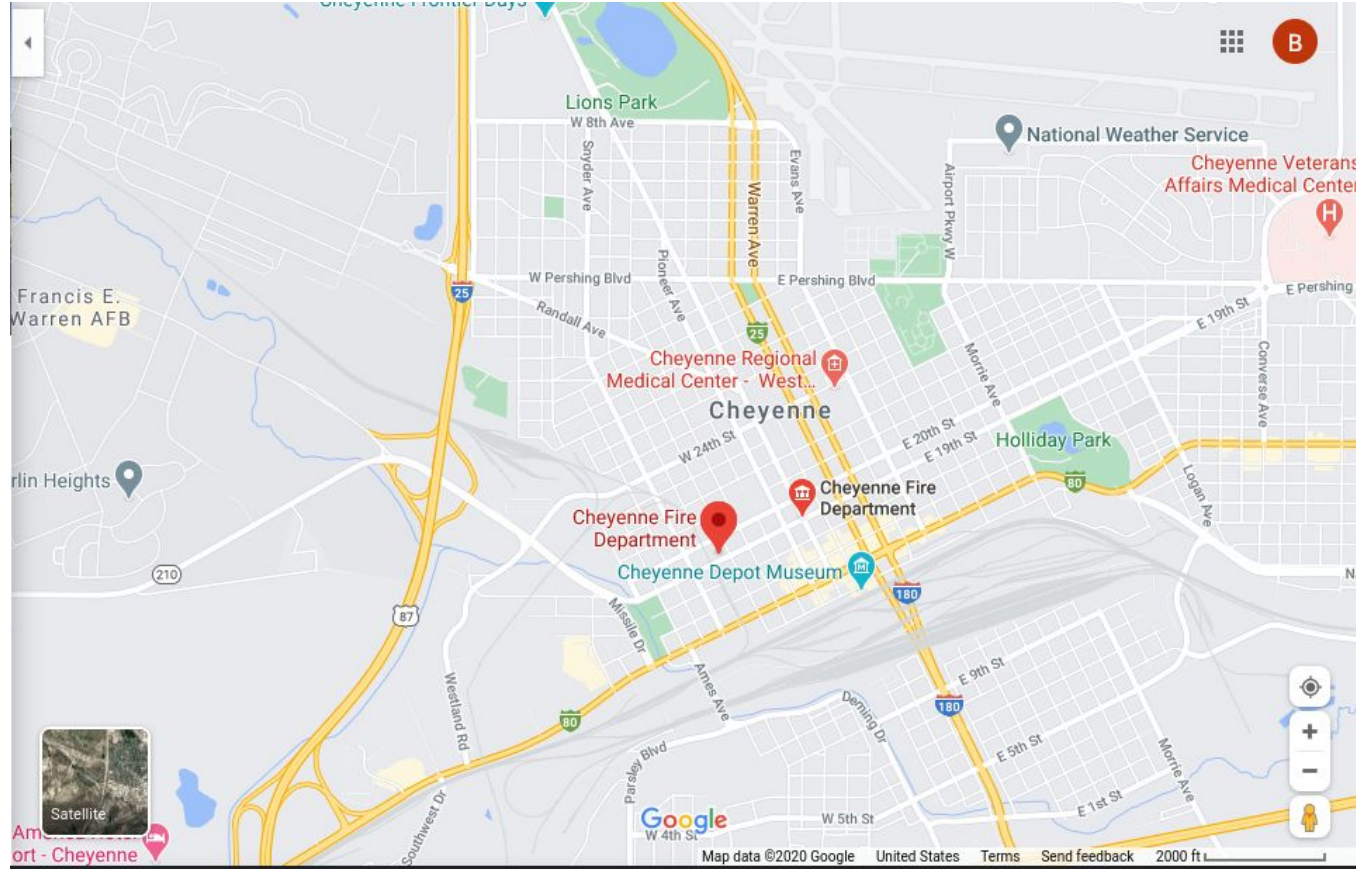 Cheyenne Frontier Days
B
Lions Park
W 8th Ave
Snyder Ave
Evans Ave
Warren Ave
Airport Pkwy W
National Weather Service
Cheyenne Veterans
Affairs Medical Center
H
Pioneer Ave
W Pershing Blvd
E Pershing Blvd
E Pershing
25
Francis E.
Warren AFB
Randall Ave
25
E 19th St
Cheyenne Regional
Medical Center - West...
Morrie Ave
Converse Ave
Cheyenne
W 24th St
E 20th St
E 19th St
Holliday Park
rlin Heights
80
Logan Ave
Cheyenne Fire
Department
Cheyenne Fire
Department
Cheyenne Depot Museum
M
210
180
N
87
Missile Dr
Westland Rd
Ames Ave
E 9th St
Deming Dr
180
80
E 5th St
Morrie Ave
Parsley Blvd
Satellite
Southwest Dr
Google
W 4th St
W 5th St
E 1st St
ort - Cheyenne
Map data ©2020 Google United States Terms Send feedback 2000 ft